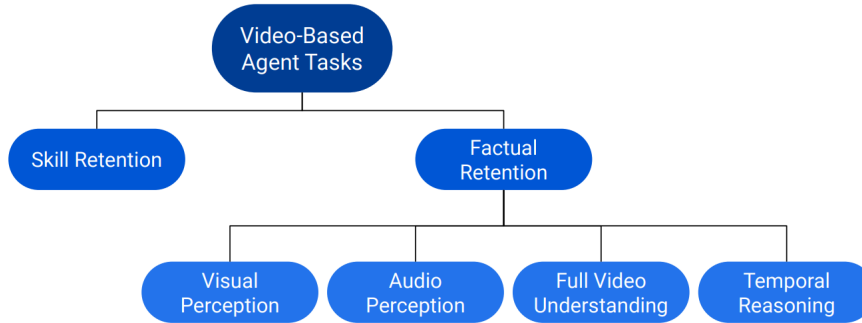 Video-Based
Agent Tasks
Skill Retention
Factual
Retention
Visual
Perception
Audio
Perception
Full Video
Understanding
Temporal
Reasoning